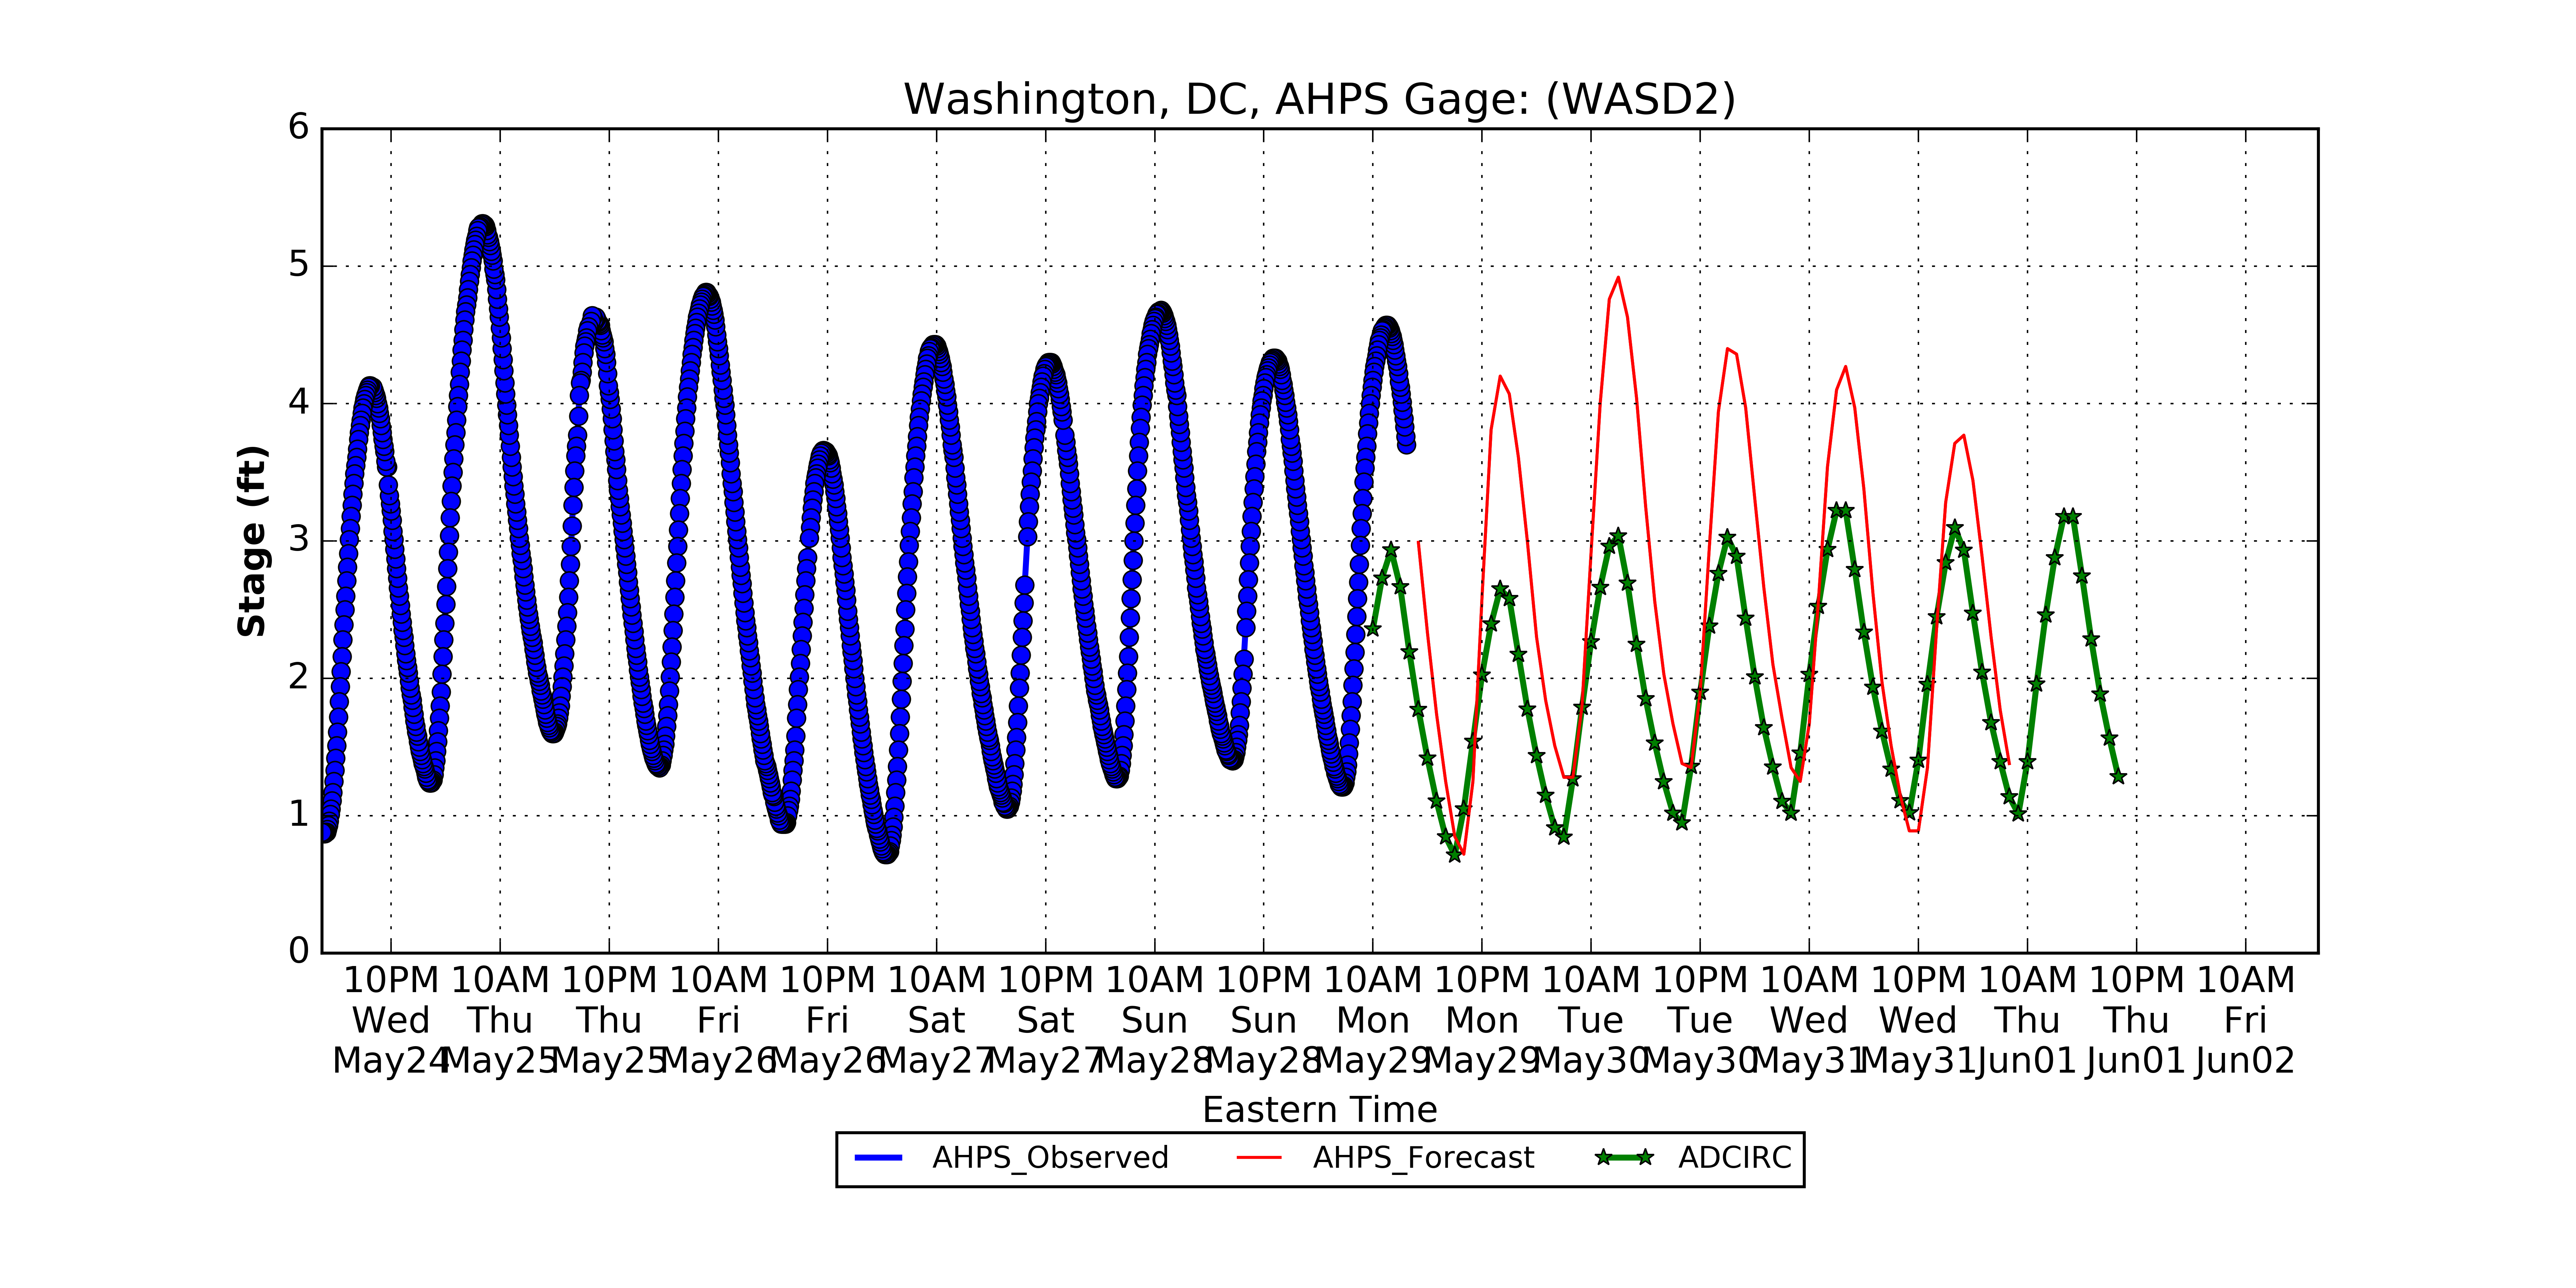 Washington, DC, AHPS Gage: (WASD2)
6
5
4
3
2
1
0
Stage (ft)
10PM 10AM 10PM 10AM 10PM 10AM 10PM 10AM 10PM 10AM 10PM 10AM 10PM 10AM 10PM 10AM 10PM 10AM
Wed Thu Thu Fri Fri Sat Sat Sun Sun Mon Mon Tue Tue Wed Wed Thu Thu Fri
May24 May25 May25 May26 May26 May27 May27 May28 May28 May29 May29 May30 May30 May31 May31 Jun01 Jun01 Jun02
Eastern Time
AHPS_Observed AHPS_Forecast ADCIRC